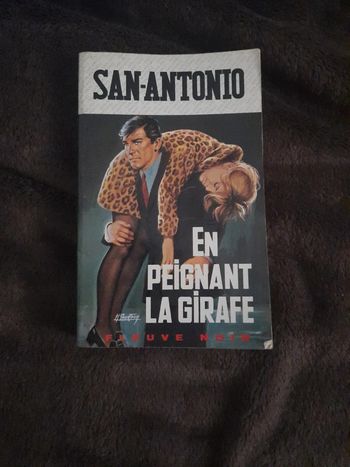 SAN-ANTONIO
EN
PEIGNANT
LA GIRAFE
FLEUVE NOIR